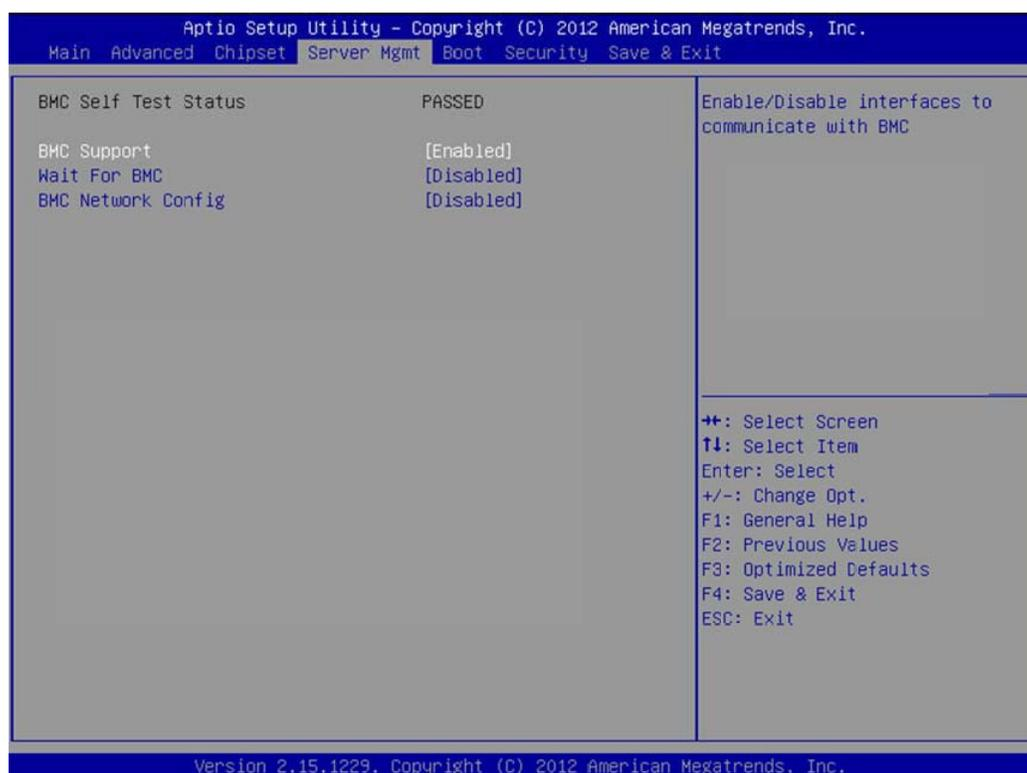 Aptio Setup Utility – Copyright (C) 2012 American Megatrends, Inc.
Main Advanced Chipset Server Mgmt Boot Security Save & Exit
BMC Self Test Status PASSED
BMC Support [Enabled]
Wait For BMC [Disabled]
BMC Network Config [Disabled]
Enable/Disable interfaces to
communicate with BMC
→←: Select Screen
↑↓: Select Item
Enter: Select
+/-: Change Opt.
F1: General Help
F2: Previous Values
F3: Optimized Defaults
F4: Save & Exit
ESC: Exit
Version 2.15.1229. Copyright (C) 2012 American Megatrends, Inc.